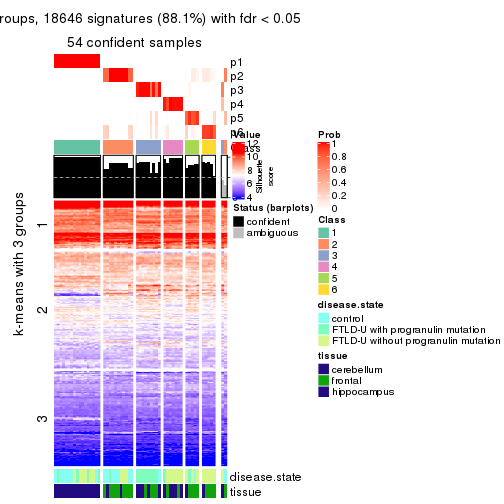 roups, 18646 signatures (88.1%) with fdr < 0.05
54 confident samples
p1
p2
p3
p4
p5
p6
Class
Value
12
10
8
6
4
Silhouette score
Status (barplots)
confident
ambiguous
Prob
1
0.8
0.6
0.4
0.2
0
Class
1
2
3
4
5
6
disease.state
control
FTLD-U with progranulin mutation
FTLD-U without progranulin mutation
tissue
cerebellum
frontal
hippocampus
k-means with 3 groups
1
2
3
disease.state
tissue